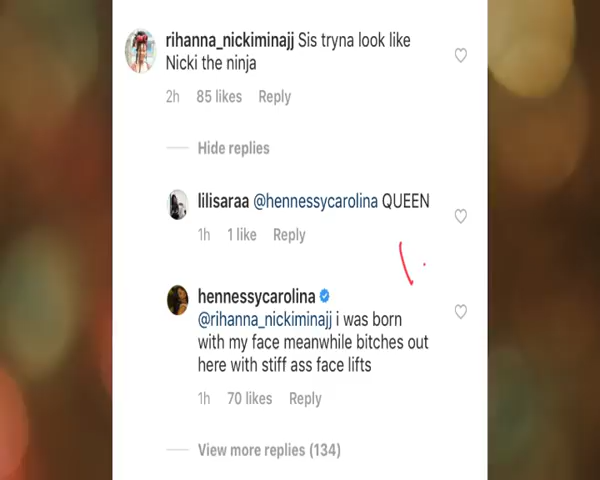 rihanna_nickiminajj Sis tryna look like
Nicki the ninja
2h 85 likes Reply
Hide replies
lilisaraa @hennessycarolina QUEEN
1h 1 like Reply
hennessycarolina
@rihanna_nickiminajj i was born
with my face meanwhile bitches out
here with stiff ass face lifts
1h 70 likes Reply
View more replies (134)